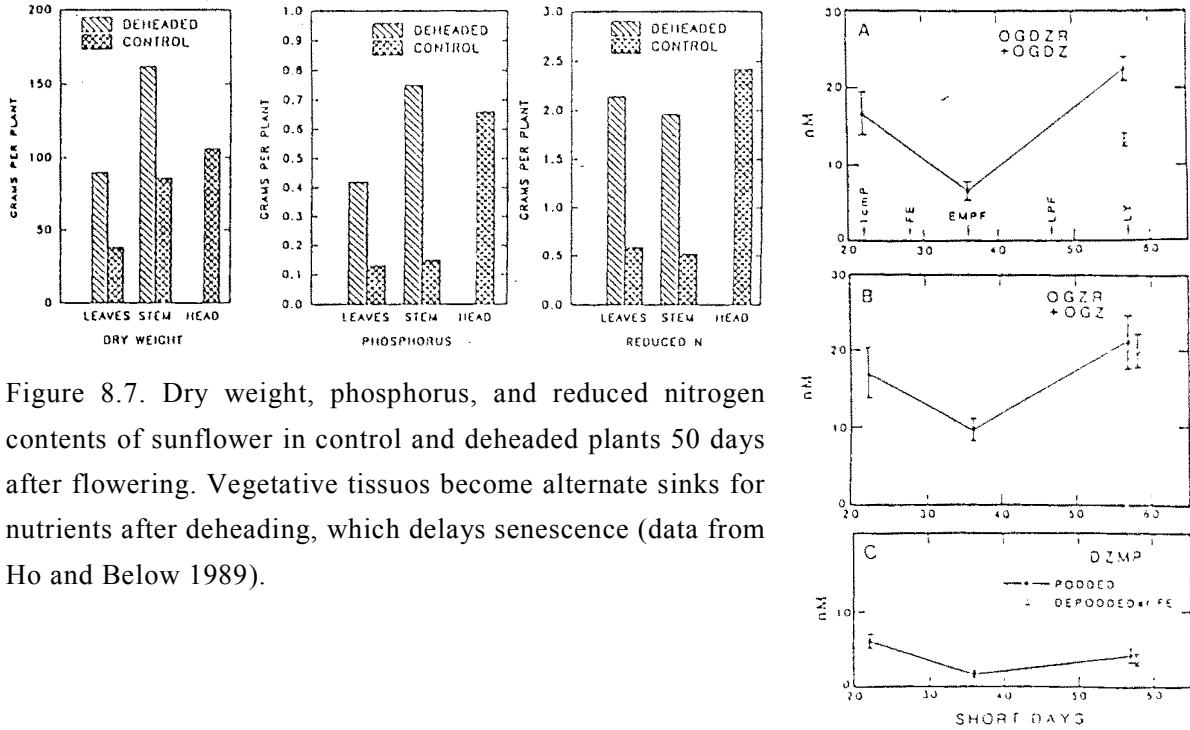 200
150
100
50
0
GRAMS PER PLANT
DEHEADED
CONTROL
LEAVES STEM HEAD
DRY WEIGHT
1.0
0.9
0.8
0.7
0.6
0.5
0.4
0.3
0.2
0.1
0.0
GRAMS PER PLANT
DEHEADED
CONTROL
LEAVES STEM HEAD
PHOSPHORUS
3.0
2.5
2.0
1.5
1.0
0.5
0.0
GRAMS PER PLANT
DEHEADED
CONTROL
LEAVES STEM HEAD
REDUCED N
Figure 8.7. Dry weight, phosphorus, and reduced nitrogen
contents of sunflower in control and deheaded plants 50 days
after flowering. Vegetative tissuos become alternate sinks for
nutrients after deheading, which delays senescence (data from
Ho and Below 1989).
A
OGDZR
+OGDZ
30
20
10
0
nM
1cmP FE EMPF LPF LY
20 30 40 50 60
B
OGZR
+OGZ
30
20
10
0
nM
20 30 40 50 60
C
DZMP
PODDED
DEPODDED
10
0
nM
20 30 40 50 60
SHORT DAYS